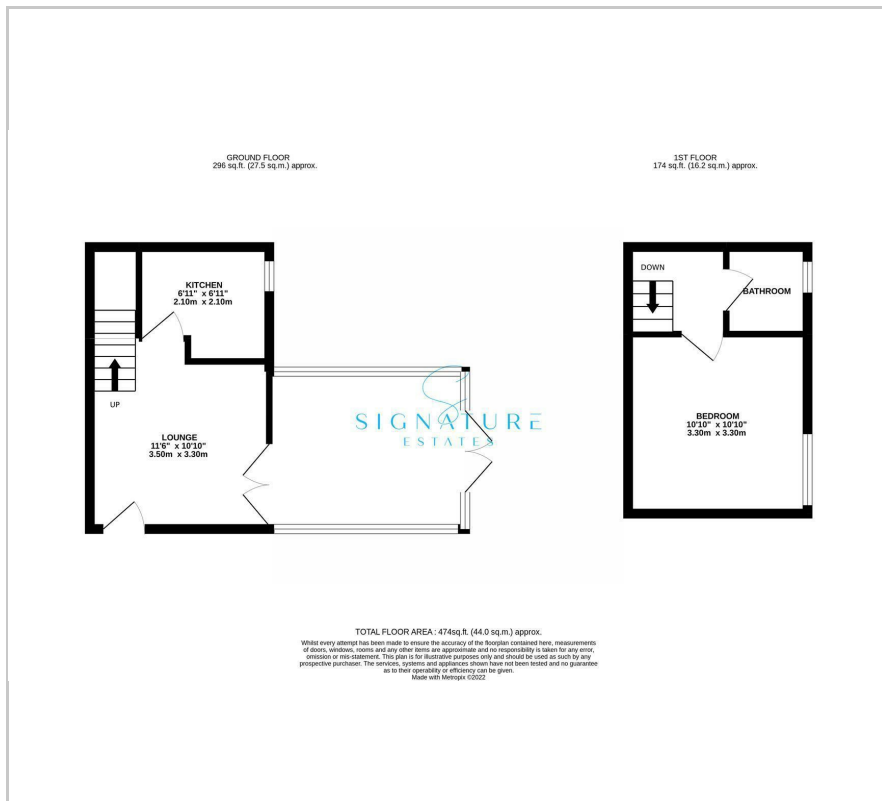 GROUND FLOOR
296 sq.ft. (27.5 sq.m.) approx.
1ST FLOOR
174 sq.ft. (16.2 sq.m.) approx.
KITCHEN
6'11" x 6'11"
2.10m x 2.10m
DOWN
BATHROOM
UP
LOUNGE
11'6" x 10'10"
3.50m x 3.30m
SIGNATURE
ESTATES
BEDROOM
10'10" x 10'10"
3.30m x 3.30m
TOTAL FLOOR AREA : 474sq.ft. (44.0 sq.m.) approx.
Whilst every attempt has been made to ensure the accuracy of the floorplan contained here, measurements
of doors, windows, rooms and any other items are approximate and no responsibility is taken for any error,
omission or mis-statement. This plan is for illustrative purposes only and should be used as such by any
prospective purchaser. The services, systems and appliances shown have not been tested and no guarantee
as to their operability or efficiency can be given.
Made with Metropix ©2022